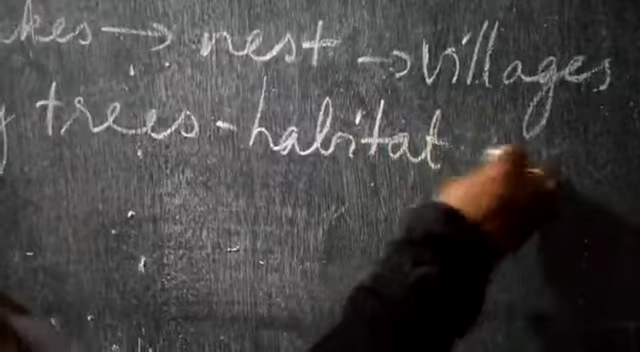 kes → nest → villages
y trees - habitat